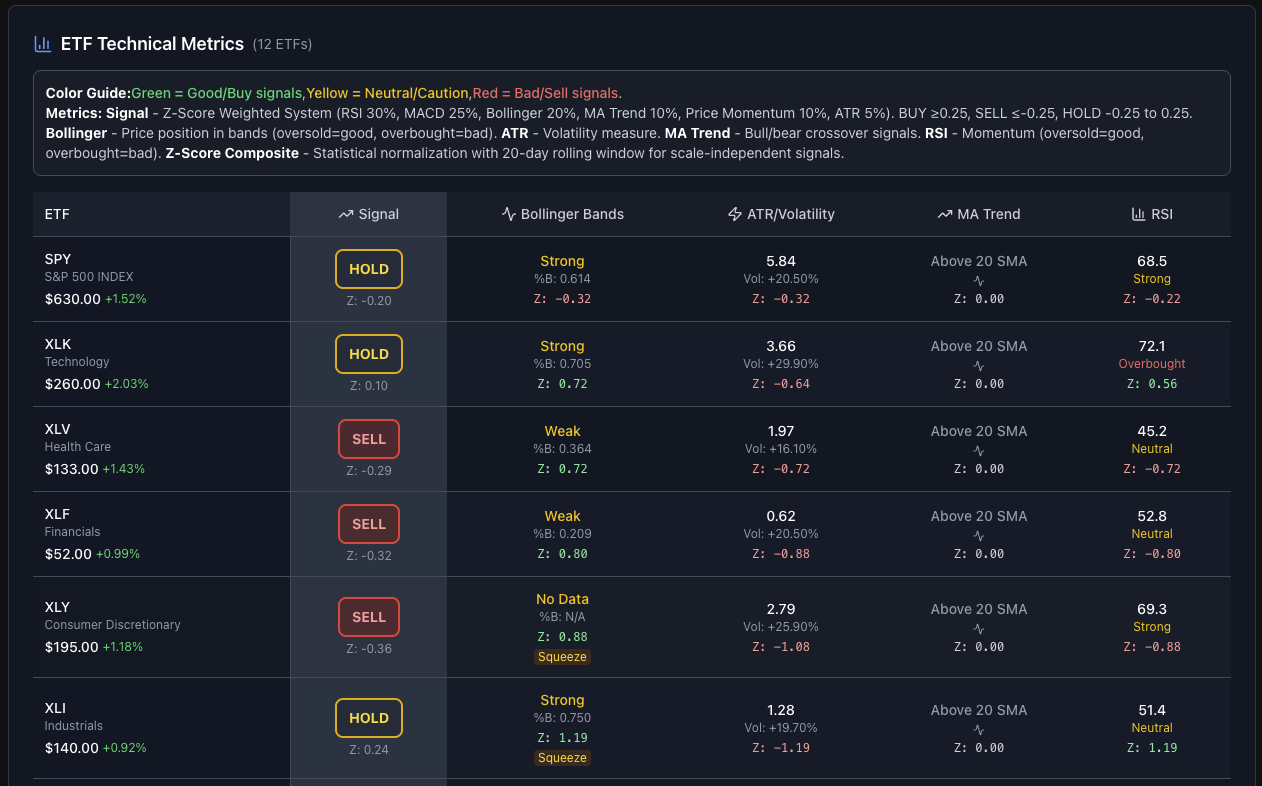 ETF Technical Metrics (12 ETFs)
Color Guide:Green = Good/Buy signals,Yellow = Neutral/Caution,Red = Bad/Sell signals.
Metrics: Signal - Z-Score Weighted System (RSI 30%, MACD 25%, Bollinger 20%, MA Trend 10%, Price Momentum 10%, ATR 5%). BUY ≥0.25, SELL ≤-0.25, HOLD -0.25 to 0.25.
Bollinger - Price position in bands (oversold=good, overbought=bad). ATR - Volatility measure. MA Trend - Bull/bear crossover signals. RSI - Momentum (oversold=good,
overbought=bad). Z-Score Composite - Statistical normalization with 20-day rolling window for scale-independent signals.
ETF Signal Bollinger Bands ATR/Volatility MA Trend RSI
SPY
S&P 500 INDEX
$630.00 +1.52%
HOLD
Z: -0.20
Strong
%B: 0.614
Z: -0.32
5.84
Vol: +20.50%
Z: -0.32
Above 20 SMA
Z: 0.00
68.5
Strong
Z: -0.22
XLK
Technology
$260.00 +2.03%
HOLD
Z: 0.10
Strong
%B: 0.705
Z: 0.72
3.66
Vol: +29.90%
Z: -0.64
Above 20 SMA
Z: 0.00
72.1
Overbought
Z: 0.56
XLV
Health Care
$133.00 +1.43%
SELL
Z: -0.29
Weak
%B: 0.364
Z: 0.72
1.97
Vol: +16.10%
Z: -0.72
Above 20 SMA
Z: 0.00
45.2
Neutral
Z: -0.72
XLF
Financials
$52.00 +0.99%
SELL
Z: -0.32
Weak
%B: 0.209
Z: 0.80
0.62
Vol: +20.50%
Z: -0.88
Above 20 SMA
Z: 0.00
52.8
Neutral
Z: -0.80
XLY
Consumer Discretionary
$195.00 +1.18%
SELL
Z: -0.36
No Data
%B: N/A
Z: 0.88
Squeeze
2.79
Vol: +25.90%
Z: -1.08
Above 20 SMA
Z: 0.00
69.3
Strong
Z: -0.88
XLI
Industrials
$140.00 +0.92%
HOLD
Z: 0.24
Strong
%B: 0.750
Z: 1.19
Squeeze
1.28
Vol: +19.70%
Z: -1.19
Above 20 SMA
Z: 0.00
51.4
Neutral
Z: 1.19